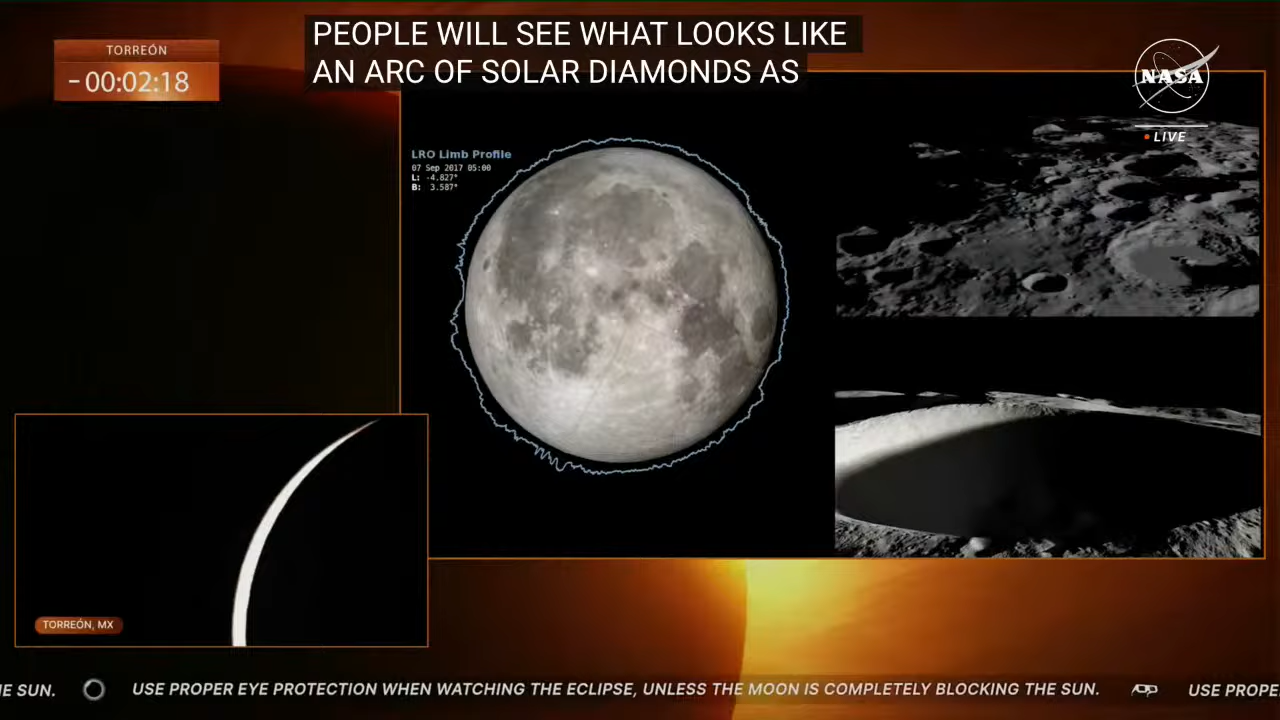 TORREÓN
-00:02:18
PEOPLE WILL SEE WHAT LOOKS LIKE
AN ARC OF SOLAR DIAMONDS AS
NASA
LIVE
LRO Limb Profile
07 Sep 2017 05:00
L: -4.827°
B: 3.587°
TORREÓN, MX
E SUN. USE PROPER EYE PROTECTION WHEN WATCHING THE ECLIPSE, UNLESS THE MOON IS COMPLETELY BLOCKING THE SUN. USE PROPE